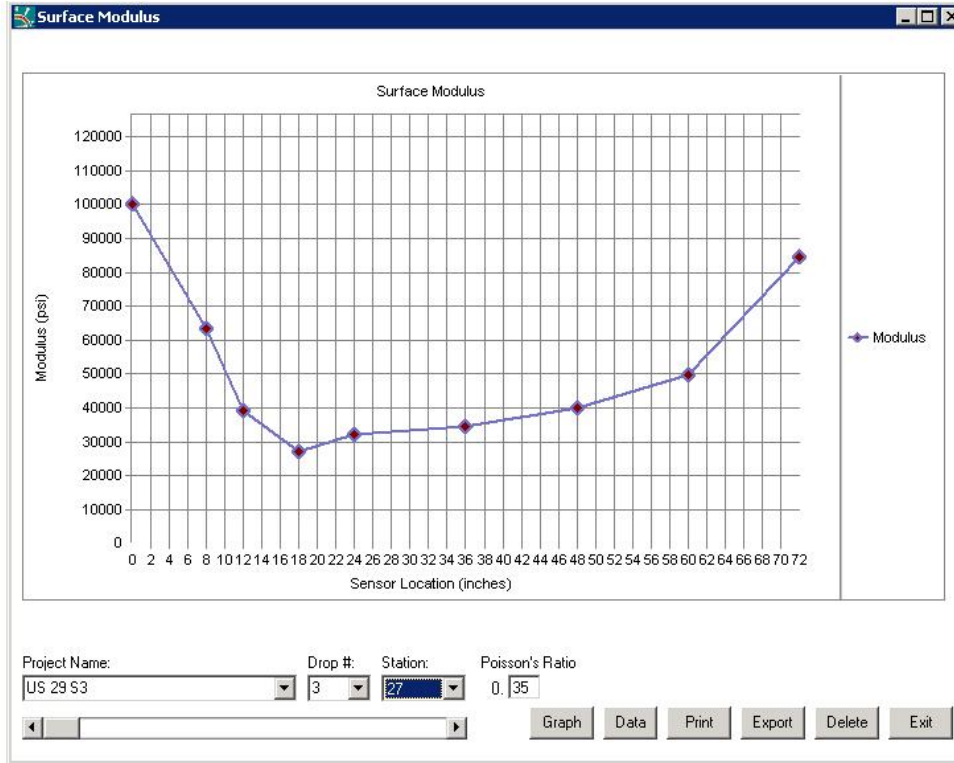 Surface Modulus
Surface Modulus
120000
110000
100000
90000
80000
70000
60000
50000
40000
30000
20000
10000
0
Modulus (psi)
Modulus
0 2 4 6 8 10 12 14 16 18 20 22 24 26 28 30 32 34 36 38 40 42 44 46 48 50 52 54 56 58 60 62 64 66 68 70 72
Sensor Location (inches)
Project Name: Drop #: Station: Poisson's Ratio
US 29 S3 3 27 0. 35
Graph Data Print Export Delete Exit